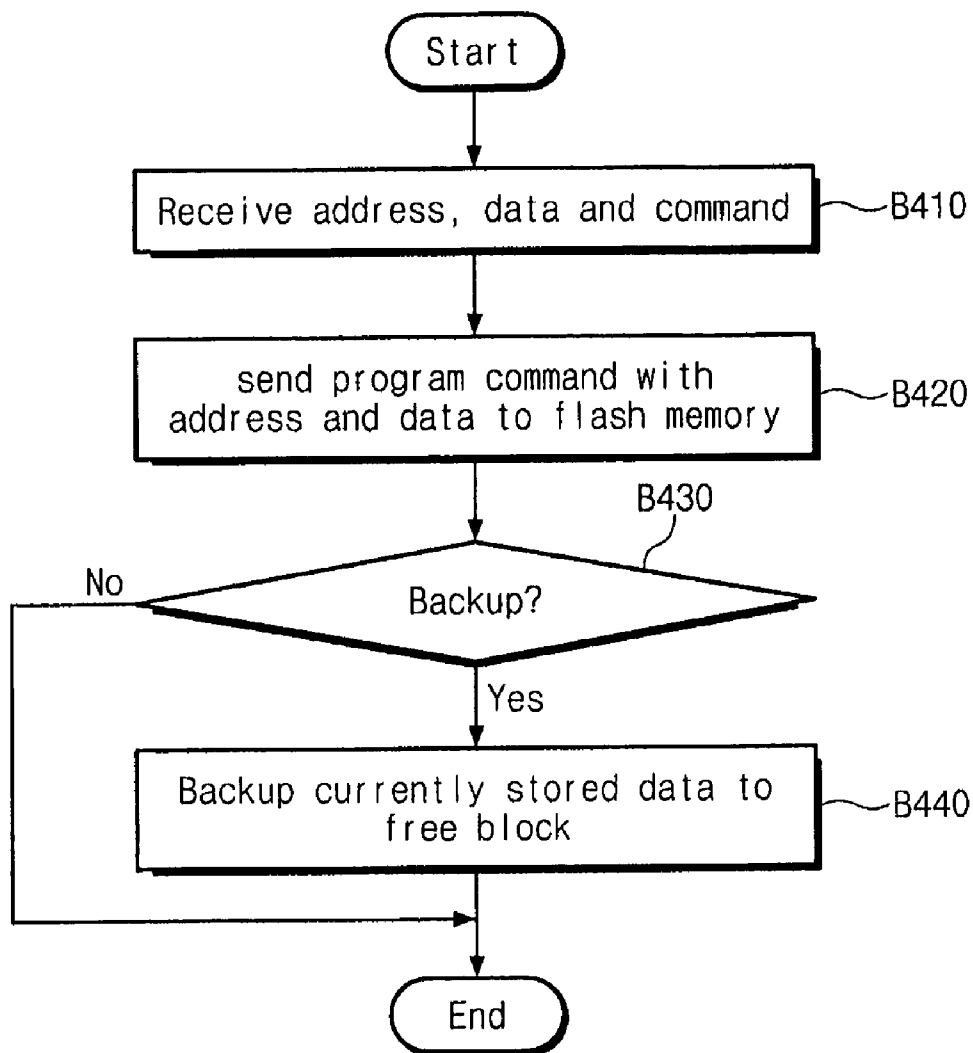 Start
Receive address, data and command
B410
send program command with
address and data to flash memory
B420
B430
No
Backup?
Yes
Backup currently stored data to
free block
B440
End